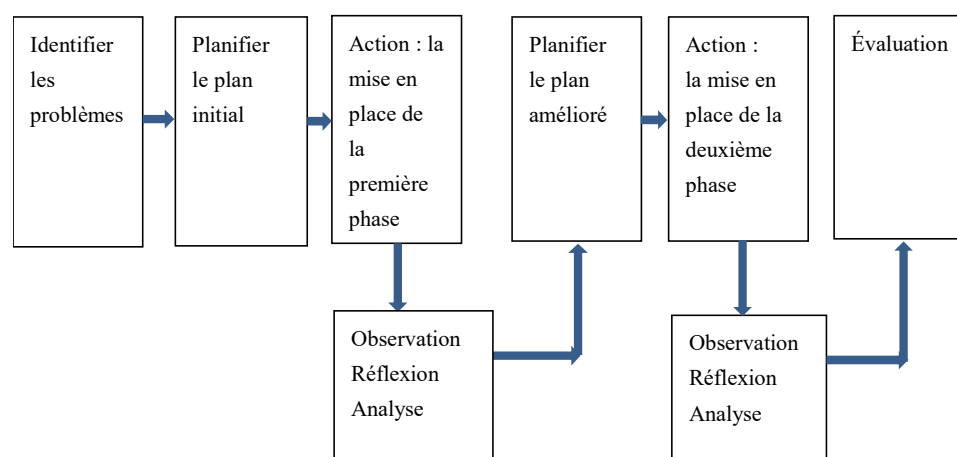 Identifier
les
problèmes
Planifier
le plan
initial
Action : la
mise en
place de
la
première
phase
Observation
Réflexion
Analyse
Planifier
le plan
amélioré
Action :
la mise en
place de la
deuxième
phase
Observation
Réflexion
Analyse
Évaluation